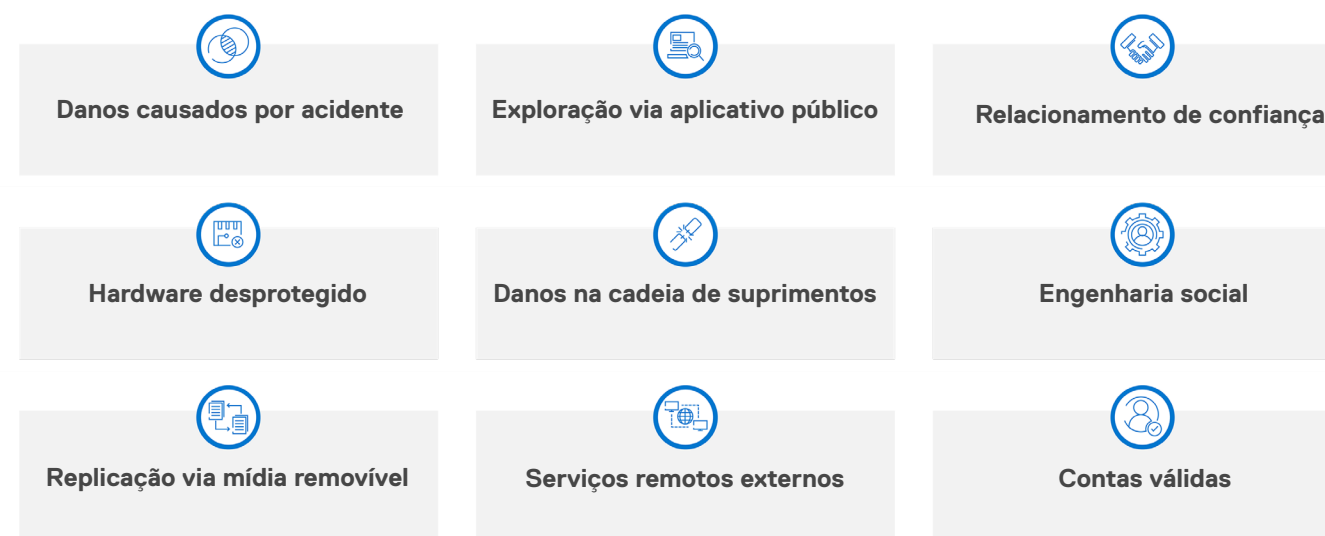 Danos causados por acidente
Exploração via aplicativo público
Relacionamento de confiança
Hardware desprotegido
Danos na cadeia de suprimentos
Engenharia social
Replicação via mídia removível
Serviços remotos externos
Contas válidas